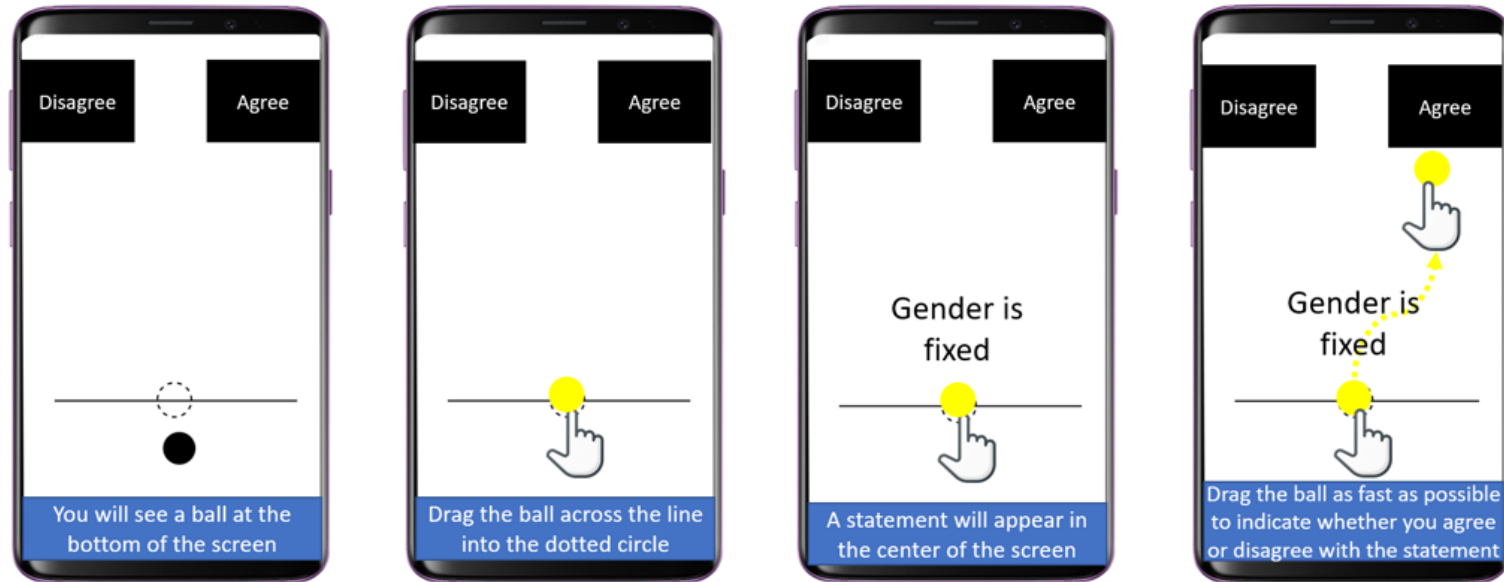 Disagree
Agree
You will see a ball at the
bottom of the screen
Disagree
Agree
Drag the ball across the line
into the dotted circle
Disagree
Agree
Gender is
fixed
A statement will appear in
the center of the screen
Disagree
Agree
Gender is
fixed
Drag the ball as fast as possible
to indicate whether you agree
or disagree with the statement